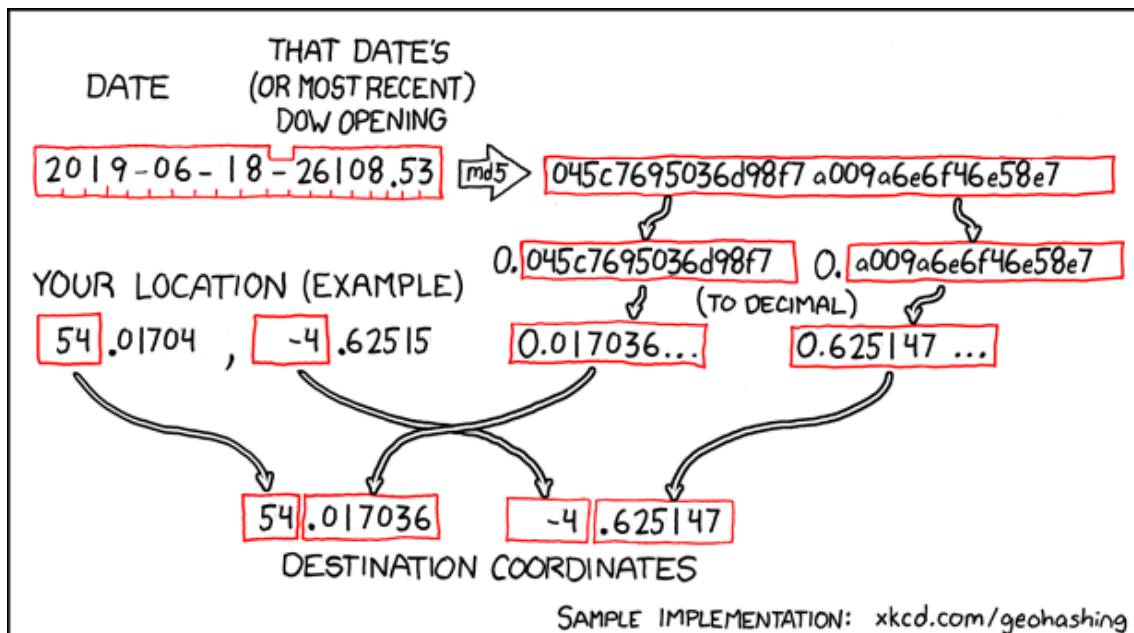 THAT DATE'S
DATE (OR MOST RECENT)
DOW OPENING
2019-06-18-26108.53 md5 045c7695036d98f7a009a6e6f46e58e7
0. 045c7695036d98f7 0. a009a6e6f46e58e7
YOUR LOCATION (EXAMPLE) (TO DECIMAL)
54.01704, -4.62515 0.017036... 0.625147...
54.017036 -4.625147
DESTINATION COORDINATES
SAMPLE IMPLEMENTATION: xkcd.com/geohashing